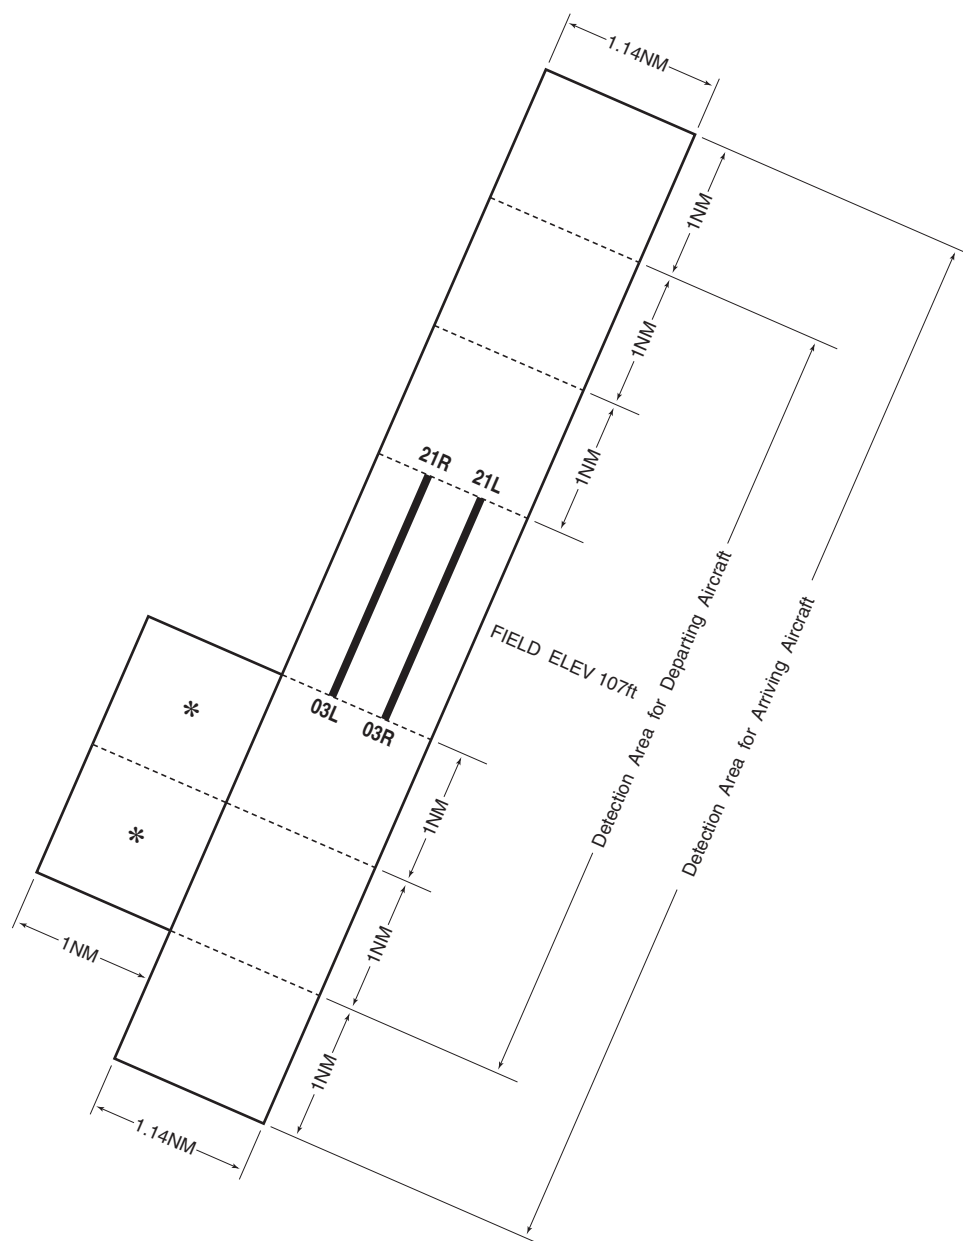 1.14NM
1NM
1NM
1NM
21R
21L
FIELD ELEV 107ft
Detection Area for Departing Aircraft
Detection Area for Arriving Aircraft
*
03L
03R
1NM
*
1NM
1NM
1NM
1.14NM